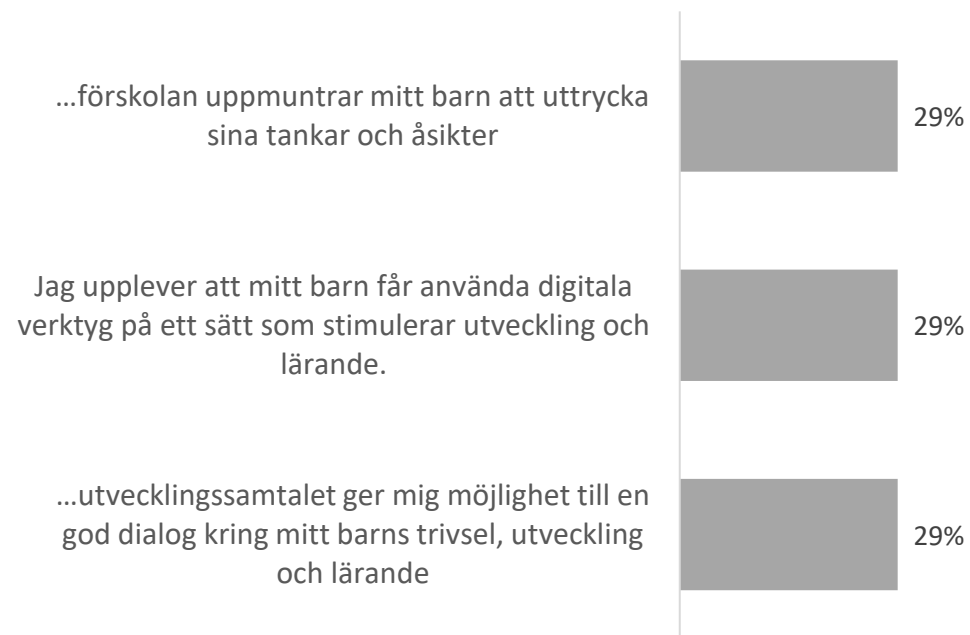 ...förskolan uppmuntrar mitt barn att uttrycka
sina tankar och åsikter
29%
Jag upplever att mitt barn får använda digitala
verktyg på ett sätt som stimulerar utveckling och
lärande.
29%
...utvecklingssamtalet ger mig möjlighet till en
god dialog kring mitt barns trivsel, utveckling
och lärande
29%